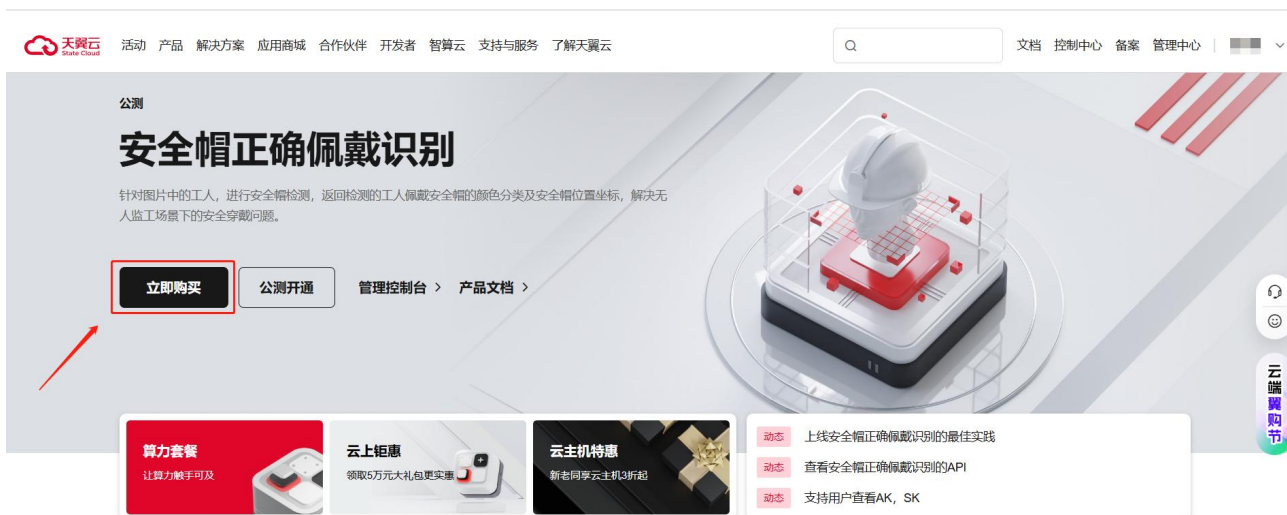 天翼云
State Cloud
活动 产品 解决方案 应用商城 合作伙伴 开发者 智算云 支持与服务 了解天翼云
文档 控制中心 备案 管理中心
公测
安全帽正确佩戴识别
针对图片中的工人，进行安全帽检测，返回检测的工人佩戴安全帽的颜色分类及安全帽位置坐标，解决无
人监工场景下的安全穿戴问题。
立即购买 公测开通 管理控制台 > 产品文档 >
云端翼购节
算力套餐
让算力触手可及
云上钜惠
领取5万元大礼包更实惠
云主机特惠
新老同享云主机3折起
动态 上线安全帽正确佩戴识别的最佳实践
动态 查看安全帽正确佩戴识别的API
动态 支持用户查看AK，SK